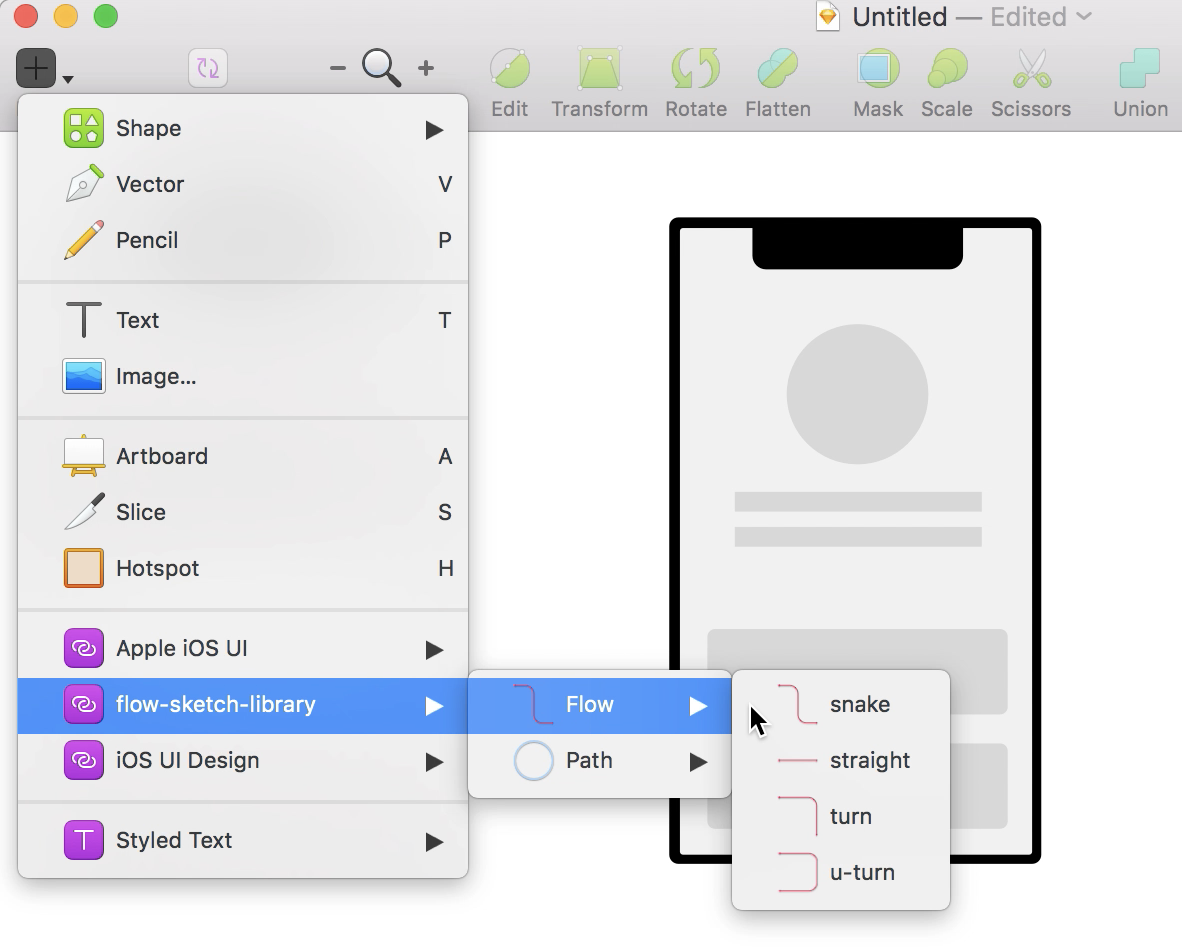 Untitled — Edited
Edit
Transform
Rotate
Flatten
Mask
Scale
Scissors
Union
Shape
Vector V
Pencil P
Text T
Image...
Artboard A
Slice S
Hotspot H
Apple iOS UI
flow-sketch-library
iOS UI Design
Styled Text
Flow
Path
snake
straight
turn
u-turn